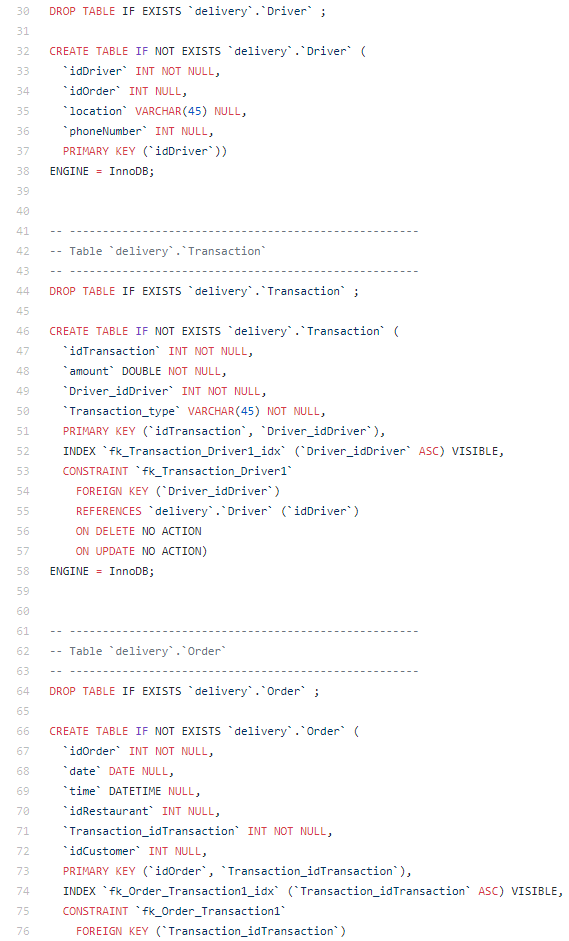 30 DROP TABLE IF EXISTS `delivery`.`Driver` ;
31
32 CREATE TABLE IF NOT EXISTS `delivery`.`Driver` (
33 `idDriver` INT NOT NULL,
34 `idOrder` INT NULL,
35 `location` VARCHAR(45) NULL,
36 `phoneNumber` INT NULL,
37 PRIMARY KEY (`idDriver`))
38 ENGINE = InnoDB;
39
40
41 -- -----------------------------------------------------
42 -- Table `delivery`.`Transaction`
43 -- -----------------------------------------------------
44 DROP TABLE IF EXISTS `delivery`.`Transaction` ;
45
46 CREATE TABLE IF NOT EXISTS `delivery`.`Transaction` (
47 `idTransaction` INT NOT NULL,
48 `amount` DOUBLE NOT NULL,
49 `Driver_idDriver` INT NOT NULL,
50 `Transaction_type` VARCHAR(45) NOT NULL,
51 PRIMARY KEY (`idTransaction`, `Driver_idDriver`),
52 INDEX `fk_Transaction_Driver1_idx` (`Driver_idDriver` ASC) VISIBLE,
53 CONSTRAINT `fk_Transaction_Driver1`
54 FOREIGN KEY (`Driver_idDriver`)
55 REFERENCES `delivery`.`Driver` (`idDriver`)
56 ON DELETE NO ACTION
57 ON UPDATE NO ACTION)
58 ENGINE = InnoDB;
59
60
61 -- -----------------------------------------------------
62 -- Table `delivery`.`Order`
63 -- -----------------------------------------------------
64 DROP TABLE IF EXISTS `delivery`.`Order` ;
65
66 CREATE TABLE IF NOT EXISTS `delivery`.`Order` (
67 `idOrder` INT NOT NULL,
68 `date` DATE NULL,
69 `time` DATETIME NULL,
70 `idRestaurant` INT NULL,
71 `Transaction_idTransaction` INT NOT NULL,
72 `idCustomer` INT NULL,
73 PRIMARY KEY (`idOrder`, `Transaction_idTransaction`),
74 INDEX `fk_Order_Transaction1_idx` (`Transaction_idTransaction` ASC) VISIBLE,
75 CONSTRAINT `fk_Order_Transaction1`
76 FOREIGN KEY (`Transaction_idTransaction`)